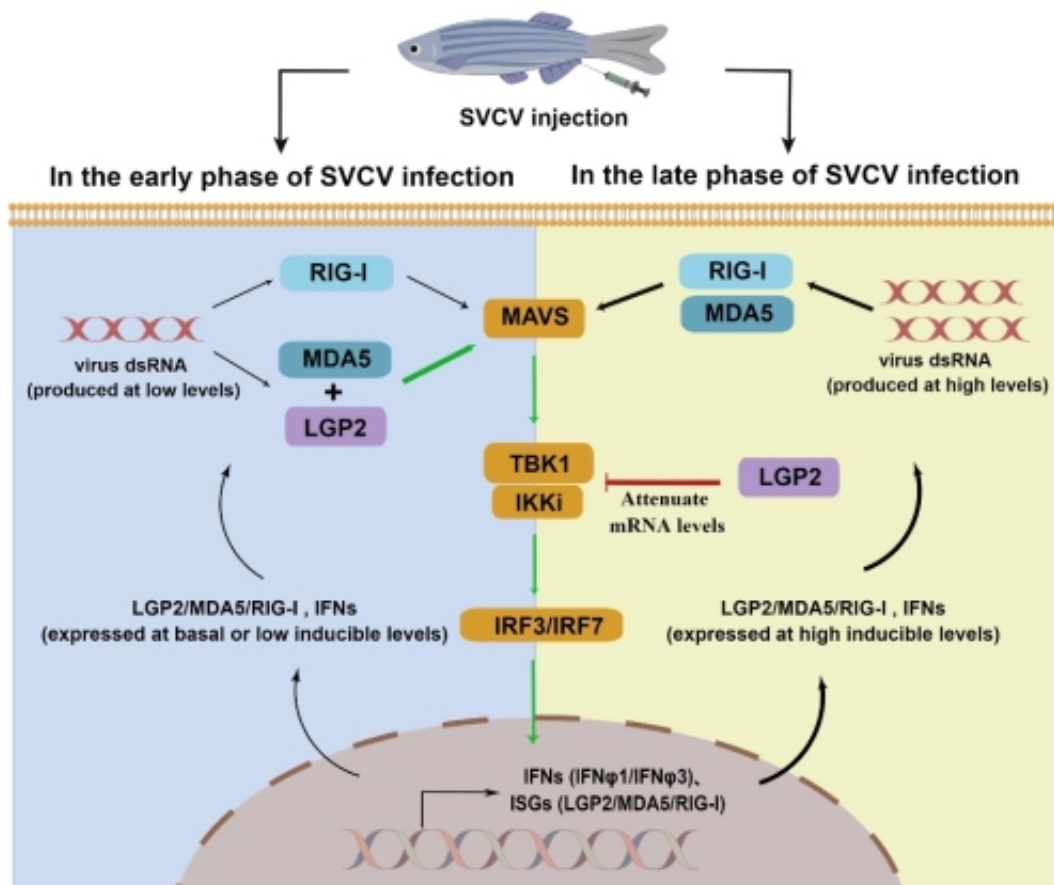 SVCV injection
In the early phase of SVCV infection
In the late phase of SVCV infection
RIG-I
MAVS
RIG-I
MDA5
virus dsRNA
(produced at low levels)
MDA5
+
LGP2
virus dsRNA
(produced at high levels)
TBK1
IKKi
Attenuate
mRNA levels
LGP2
LGP2/MDA5/RIG-I , IFNs
(expressed at basal or low inducible levels)
IRF3/IRF7
LGP2/MDA5/RIG-I , IFNs
(expressed at high inducible levels)
IFNs (IFNφ1/IFNφ3)、
ISGs (LGP2/MDA5/RIG-I)